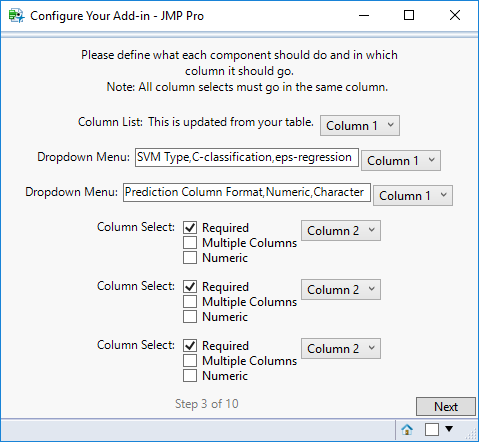 Configure Your Add-in - JMP Pro
Please define what each component should do and in which
column it should go.
Note: All column selects must go in the same column.
Column List: This is updated from your table. Column 1
Dropdown Menu: SVM Type,C-classification,eps-regression Column 1
Dropdown Menu: Prediction Column Format,Numeric,Character Column 1
Column Select: Required Column 2
Multiple Columns
Numeric
Column Select: Required Column 2
Multiple Columns
Numeric
Column Select: Required Column 2
Multiple Columns
Numeric
Step 3 of 10
Next